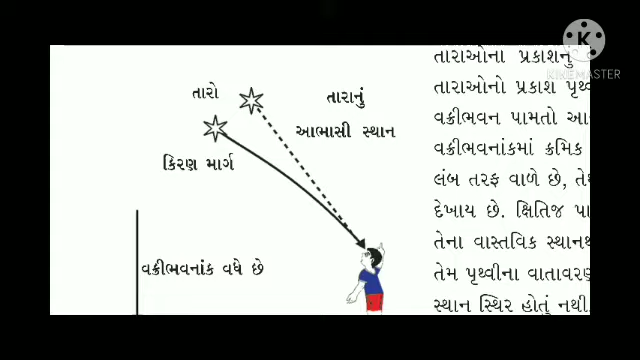 તારો
તારાનું
આભાસી સ્થાન
કિરણ માર્ગ
વક્રીભવનાંક વધે છે
તારાઓના પ્રકાશનું
તારાઓનો પ્રકાશ પૃથ્વ
વક્રીભવન પામતો આ
વક્રીભવનાંકમાં ક્રમિક
લંબ તરફ વાળે છે, તે
દેખાય છે. ક્ષિતિજ પા
તેના વાસ્તવિક સ્થાન
તેમ પૃથ્વીના વાતાવરણ
સ્થાન સ્થિર હોતું નથી
K
KINEMASTER